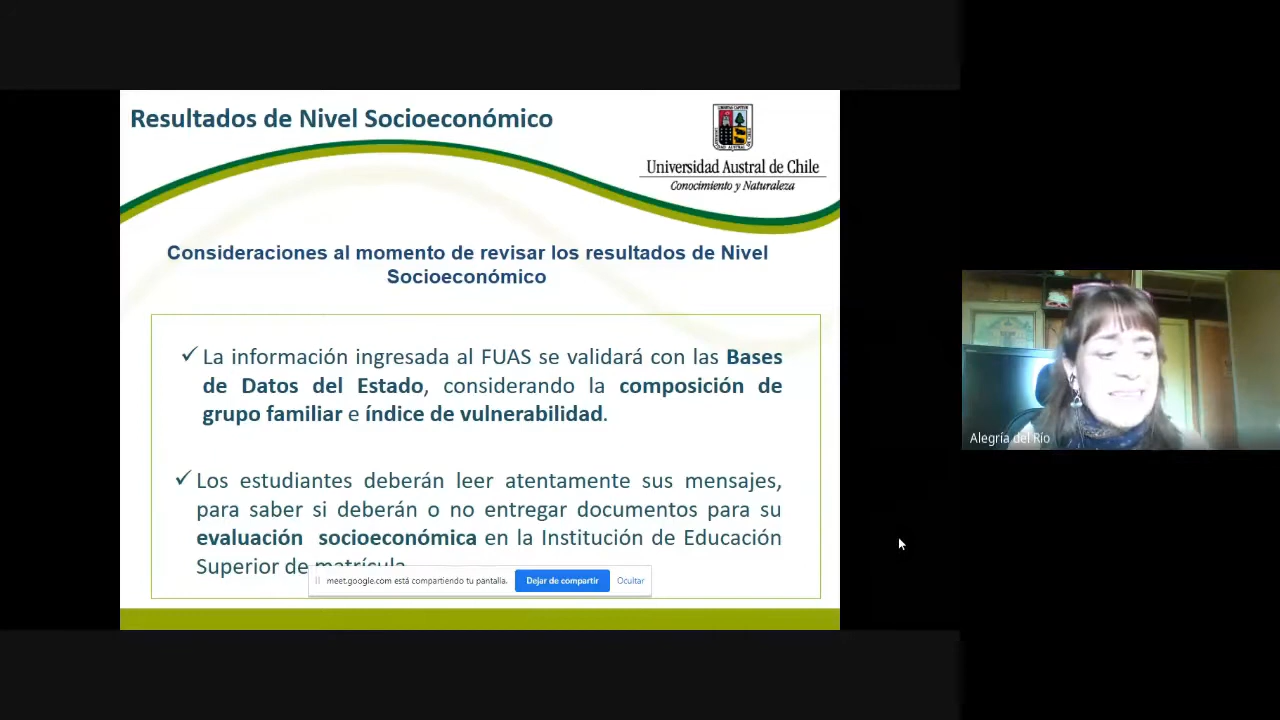 Resultados de Nivel Socioeconómico
Universidad Austral de Chile
Conocimiento y Naturaleza
Consideraciones al momento de revisar los resultados de Nivel
Socioeconómico
✓ La información ingresada al FUAS se validará con las Bases
de Datos del Estado, considerando la composición de
grupo familiar e índice de vulnerabilidad.
✓ Los estudiantes deberán leer atentamente sus mensajes,
para saber si deberán o no entregar documentos para su
evaluación socioeconómica en la Institución de Educación
Superior de matrícula
meet.google.com está compartiendo tu pantalla.
Dejar de compartir
Ocultar
Alegría del Río